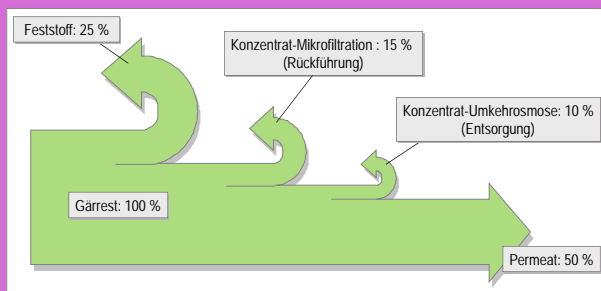 Feststoff: 25 %
Konzentrat-Mikrofiltration : 15 %
(Rückführung)
Konzentrat-Umkehrosmose: 10 %
(Entsorgung)
Gärrest: 100 %
Permeat: 50 %